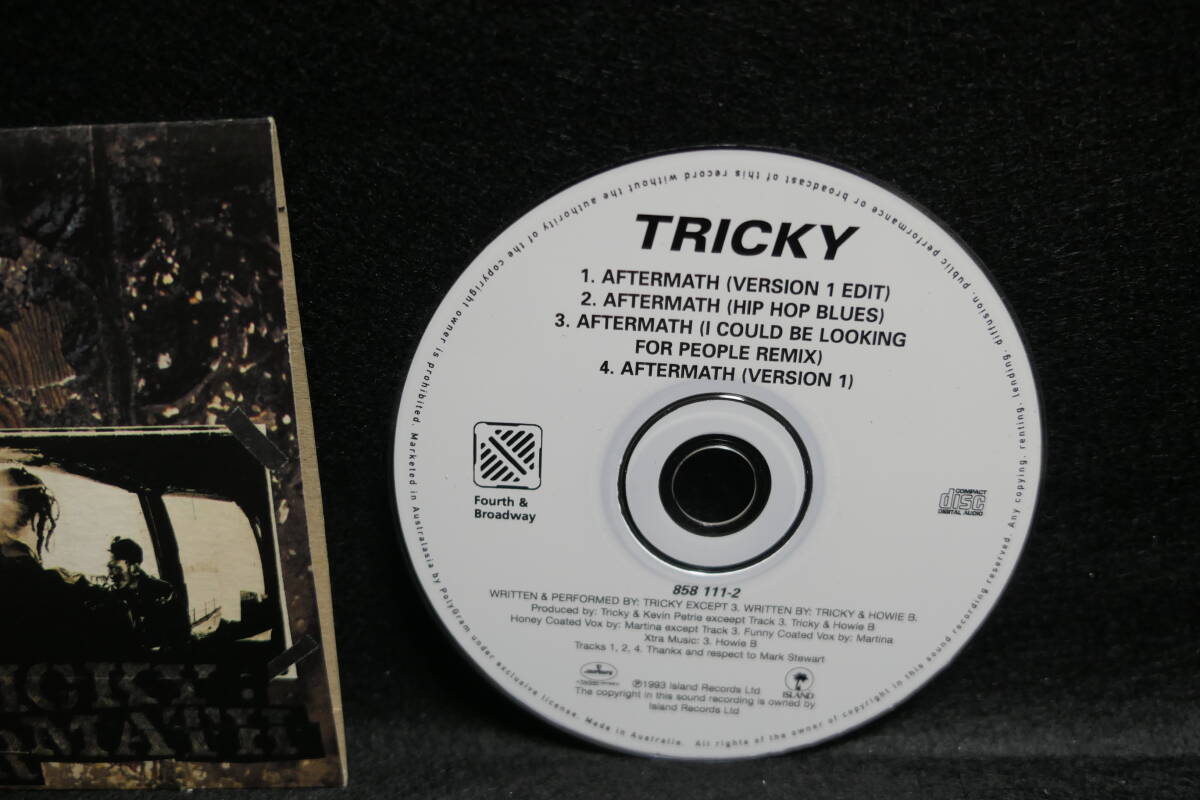 TRICKY
1. AFTERMATH (VERSION 1 EDIT)
2. AFTERMATH (HIP HOP BLUES)
3. AFTERMATH (I COULD BE LOOKING
FOR PEOPLE REMIX)
4. AFTERMATH (VERSION 1)
Fourth &
Broadway
COMPACT
disc
DIGITAL AUDIO
858 111-2
WRITTEN & PERFORMED BY: TRICKY EXCEPT 3. WRITTEN BY: TRICKY & HOWIE B.
Produced by: Tricky & Kevin Petrie exceept Track 3. Tricky & Howie B
Honey Coated Vox by: Martina except Track 3. Funny Coated Vox by: Martina
Xtra Music: 3. Howie B
Tracks 1, 2, 4. Thankx and respect to Mark Stewart
mercury
ISLAND
℗1993 Island Records Ltd
The copyright in this sound recording is owned by
Island Records Ltd
All rights of the owner of copyright in this sound recording reserved. Any copying, renting, lending, diffusion, public performance or broadcast of this record without the authority of the copyright owner is prohibited. Marketed in Australasia by PolyGram under exclusive license. Made in Australia.
ICKY :
RMATH